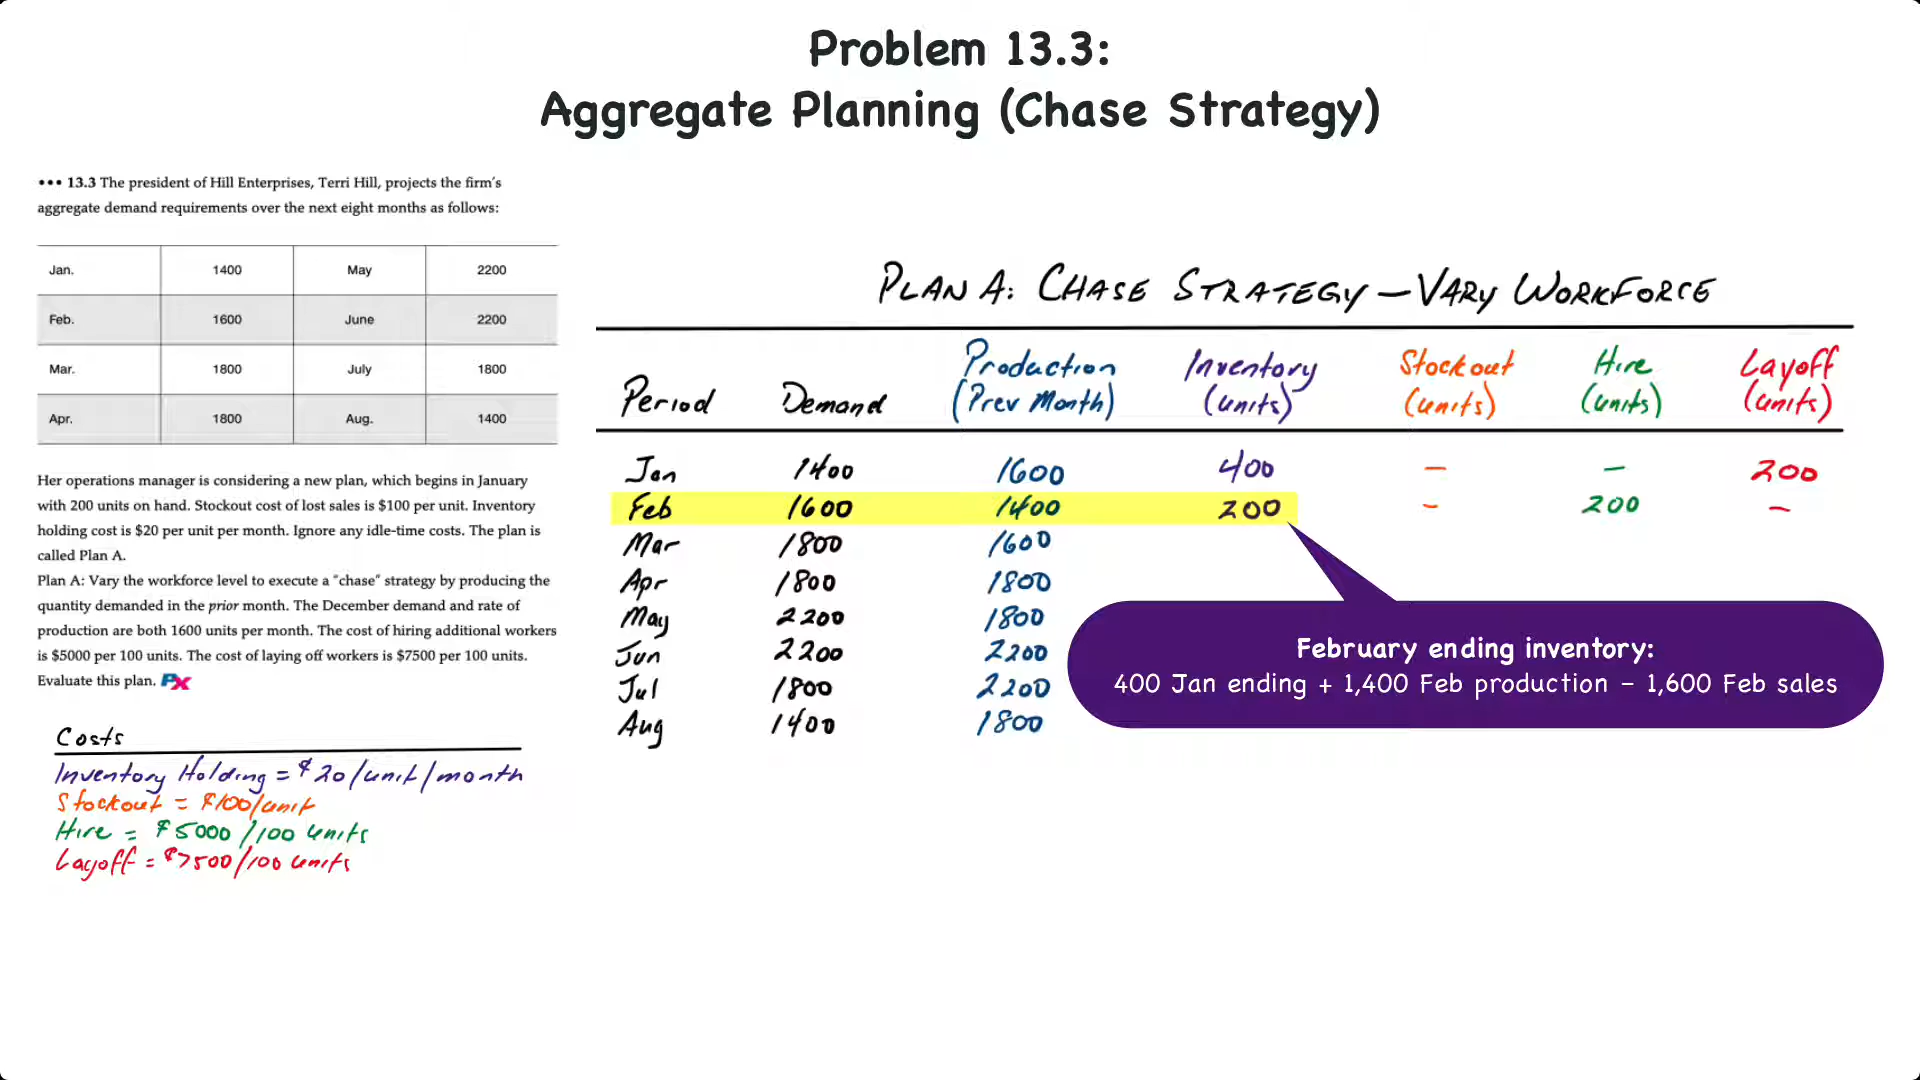 Problem 13.3:
Aggregate Planning (Chase Strategy)
••• 13.3 The president of Hill Enterprises, Terri Hill, projects the firm's
aggregate demand requirements over the next eight months as follows:
Jan. 1400 May 2200
Feb. 1600 June 2200
Mar. 1800 July 1800
Apr. 1800 Aug. 1400
Her operations manager is considering a new plan, which begins in January
with 200 units on hand. Stockout cost of lost sales is $100 per unit. Inventory
holding cost is $20 per unit per month. Ignore any idle-time costs. The plan is
called Plan A.
Plan A: Vary the workforce level to execute a "chase" strategy by producing the
quantity demanded in the prior month. The December demand and rate of
production are both 1600 units per month. The cost of hiring additional workers
is $5000 per 100 units. The cost of laying off workers is $7500 per 100 units.
Evaluate this plan. PX
Costs
Inventory Holding = $20/unit/month
Stockout = $100/unit
Hire = $5000/100 units
Layoff = $7500/100 units
PLAN A: CHASE STRATEGY – VARY WORKFORCE
Period Demand Production (Prev Month) Inventory (units) Stockout (units) Hire (units) Layoff (units)
Jan 1400 1600 400 – – 200
Feb 1600 1400 200 – 200 –
Mar 1800 1600
Apr 1800 1800
May 2200 1800
Jun 2200 2200
Jul 1800 2200
Aug 1400 1800
February ending inventory:
400 Jan ending + 1,400 Feb production – 1,600 Feb sales